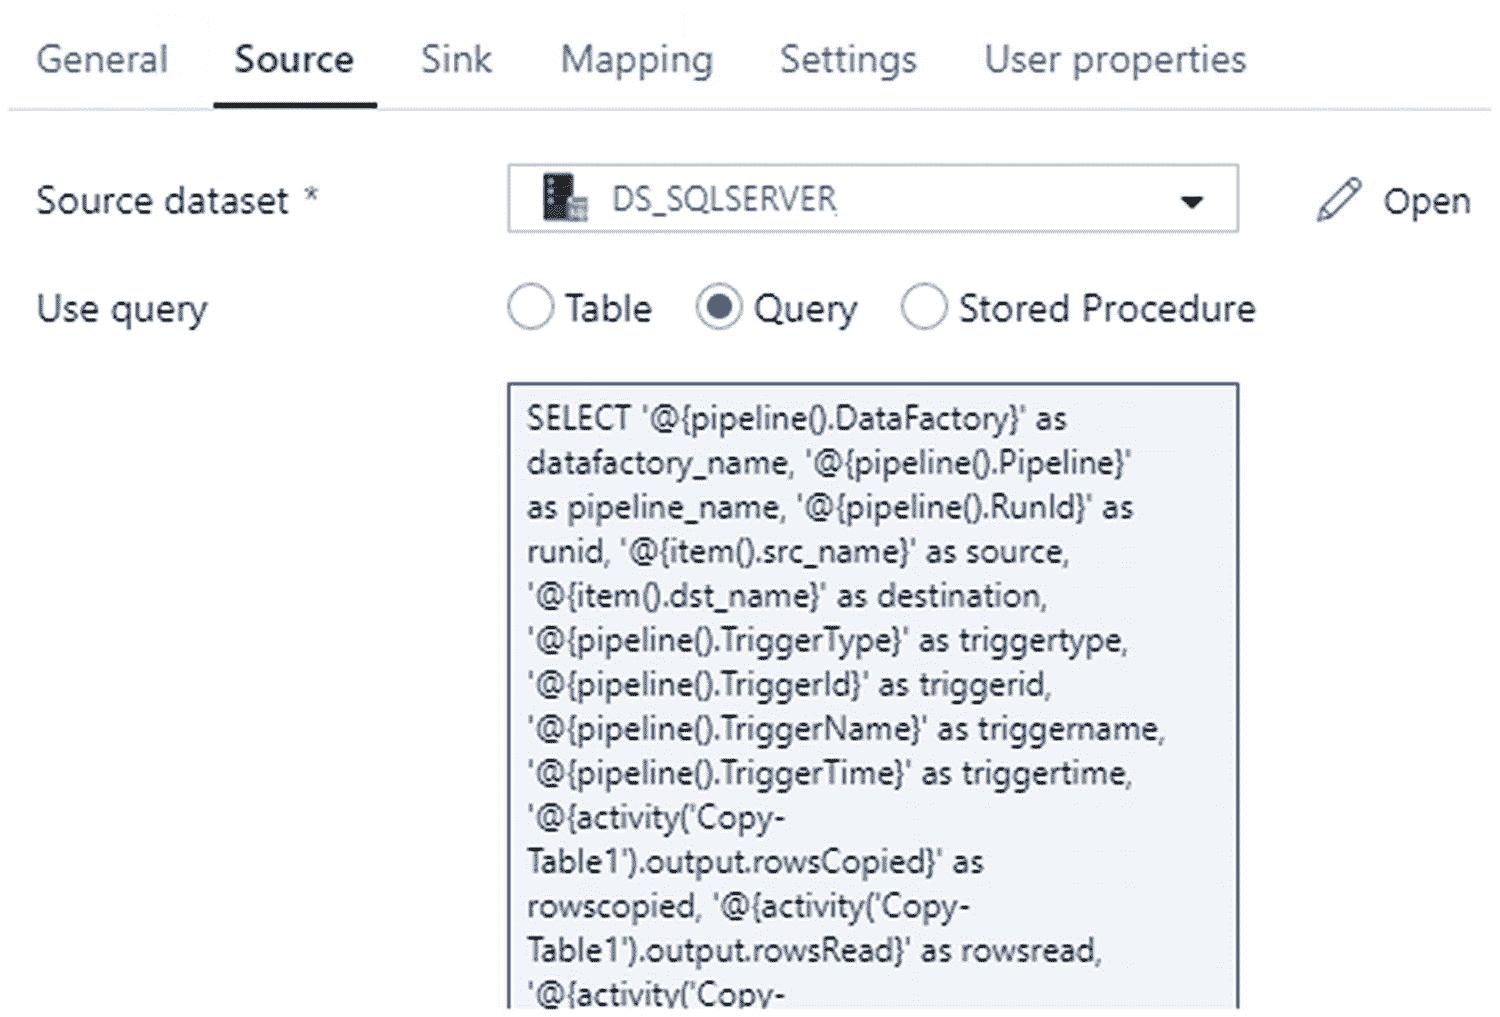 General Source Sink Mapping Settings User properties
Source dataset * DS_SQLSERVER Open
Use query Table Query Stored Procedure
SELECT '@{pipeline().DataFactory}' as
datafactory_name, '@{pipeline().Pipeline}'
as pipeline_name, '@{pipeline().RunId}' as
runid, '@{item().src_name}' as source,
'@{item().dst_name}' as destination,
'@{pipeline().TriggerType}' as triggertype,
'@{pipeline().TriggerId}' as triggerid,
'@{pipeline().TriggerName}' as triggername,
'@{pipeline().TriggerTime}' as triggertime,
'@{activity('Copy-
Table1').output.rowsCopied}' as
rowscopied, '@{activity('Copy-
Table1').output.rowsRead}' as rowsread,
'@{activity('Copy-